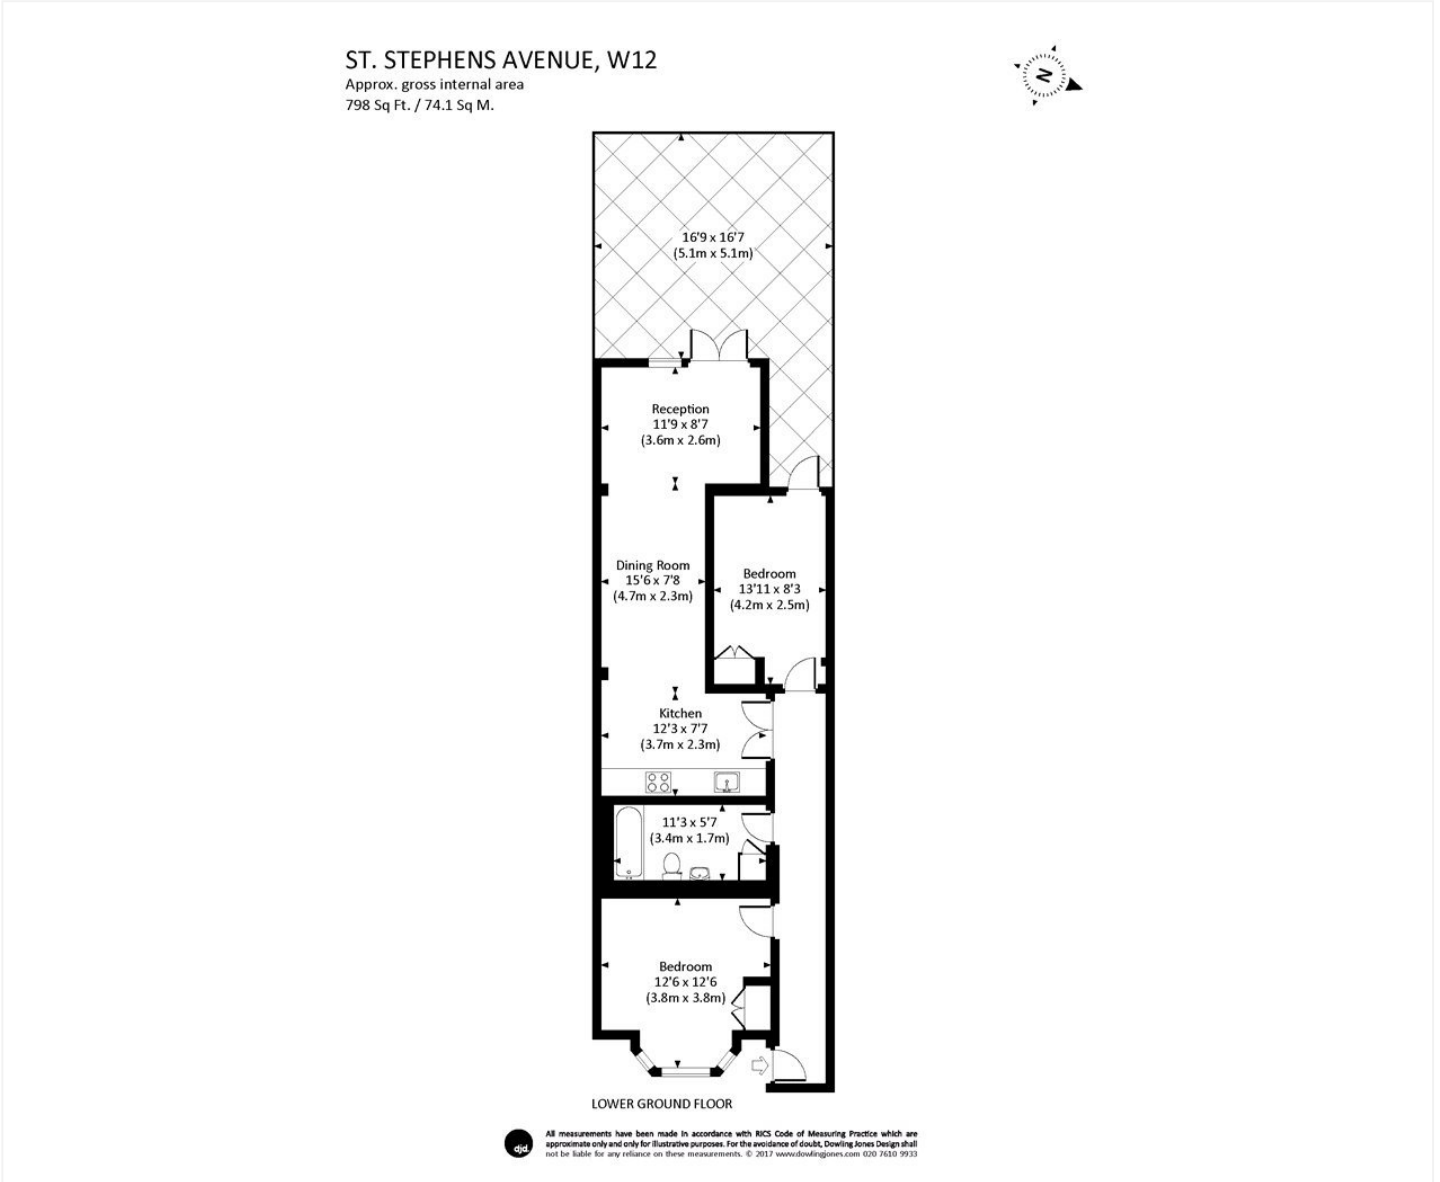 ST. STEPHENS AVENUE, W12
Approx. gross internal area
798 Sq Ft. / 74.1 Sq M.
N
16'9 x 16'7
(5.1m x 5.1m)
Reception
11'9 x 8'7
(3.6m x 2.6m)
Dining Room
15'6 x 7'8
(4.7m x 2.3m)
Bedroom
13'11 x 8'3
(4.2m x 2.5m)
Kitchen
12'3 x 7'7
(3.7m x 2.3m)
11'3 x 5'7
(3.4m x 1.7m)
Bedroom
12'6 x 12'6
(3.8m x 3.8m)
LOWER GROUND FLOOR
djd.
All measurements have been made in accordance with RICS Code of Measuring Practice which are
approximate only and only for illustrative purposes. For the avoidance of doubt, Dowling Jones Design shall
not be liable for any reliance on these measurements. © 2017 www.dowlingjones.com 020 7610 9933